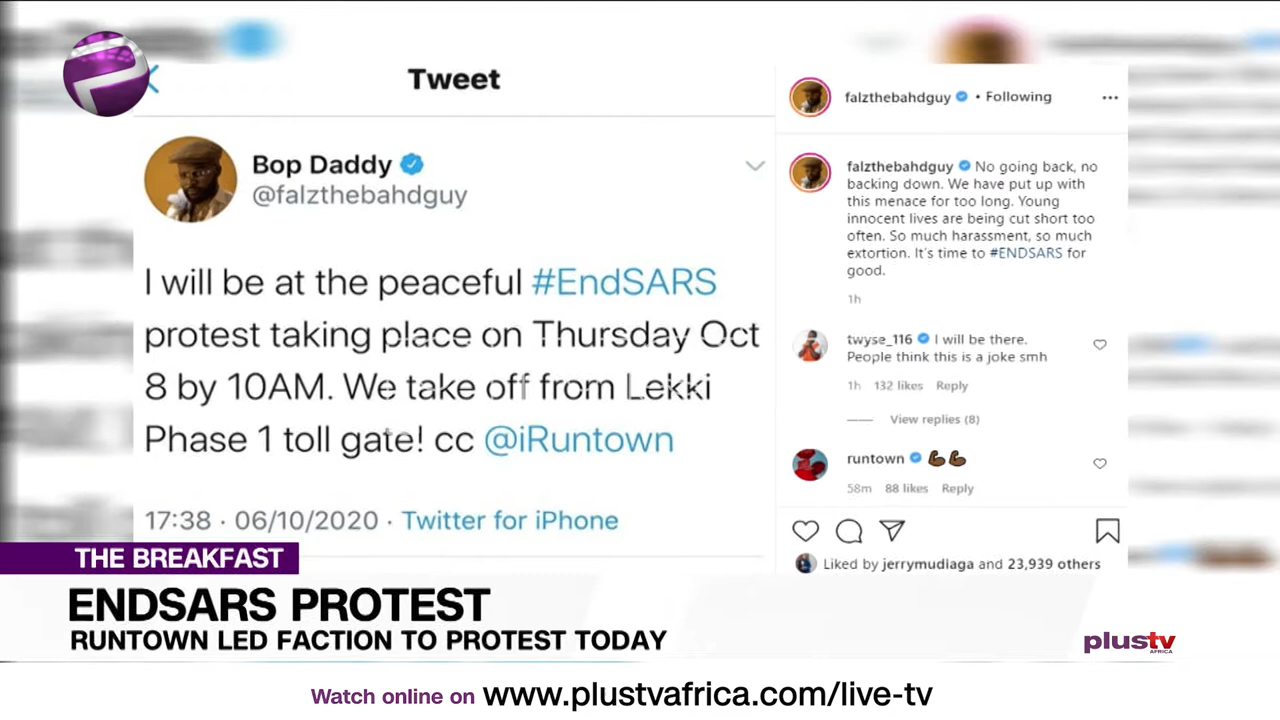 Tweet
Bop Daddy
@falzthebahdguy
I will be at the peaceful #EndSARS
protest taking place on Thursday Oct
8 by 10AM. We take off from Lekki
Phase 1 toll gate! cc @iRuntown
17:38 · 06/10/2020 · Twitter for iPhone
falzthebahdguy • Following
falzthebahdguy No going back, no
backing down. We have put up with
this menace for too long. Young
innocent lives are being cut short too
often. So much harassment, so much
extortion. It's time to #ENDSARS for
good.
1h
twyse_116 I will be there.
People think this is a joke smh
1h 132 likes Reply
View replies (8)
runtown 💪🏾💪🏾
58m 88 likes Reply
Liked by jerrymudiaga and 23,939 others
THE BREAKFAST
ENDSARS PROTEST
RUNTOWN LED FACTION TO PROTEST TODAY
plustv
AFRICA
Watch online on www.plustvafrica.com/live-tv